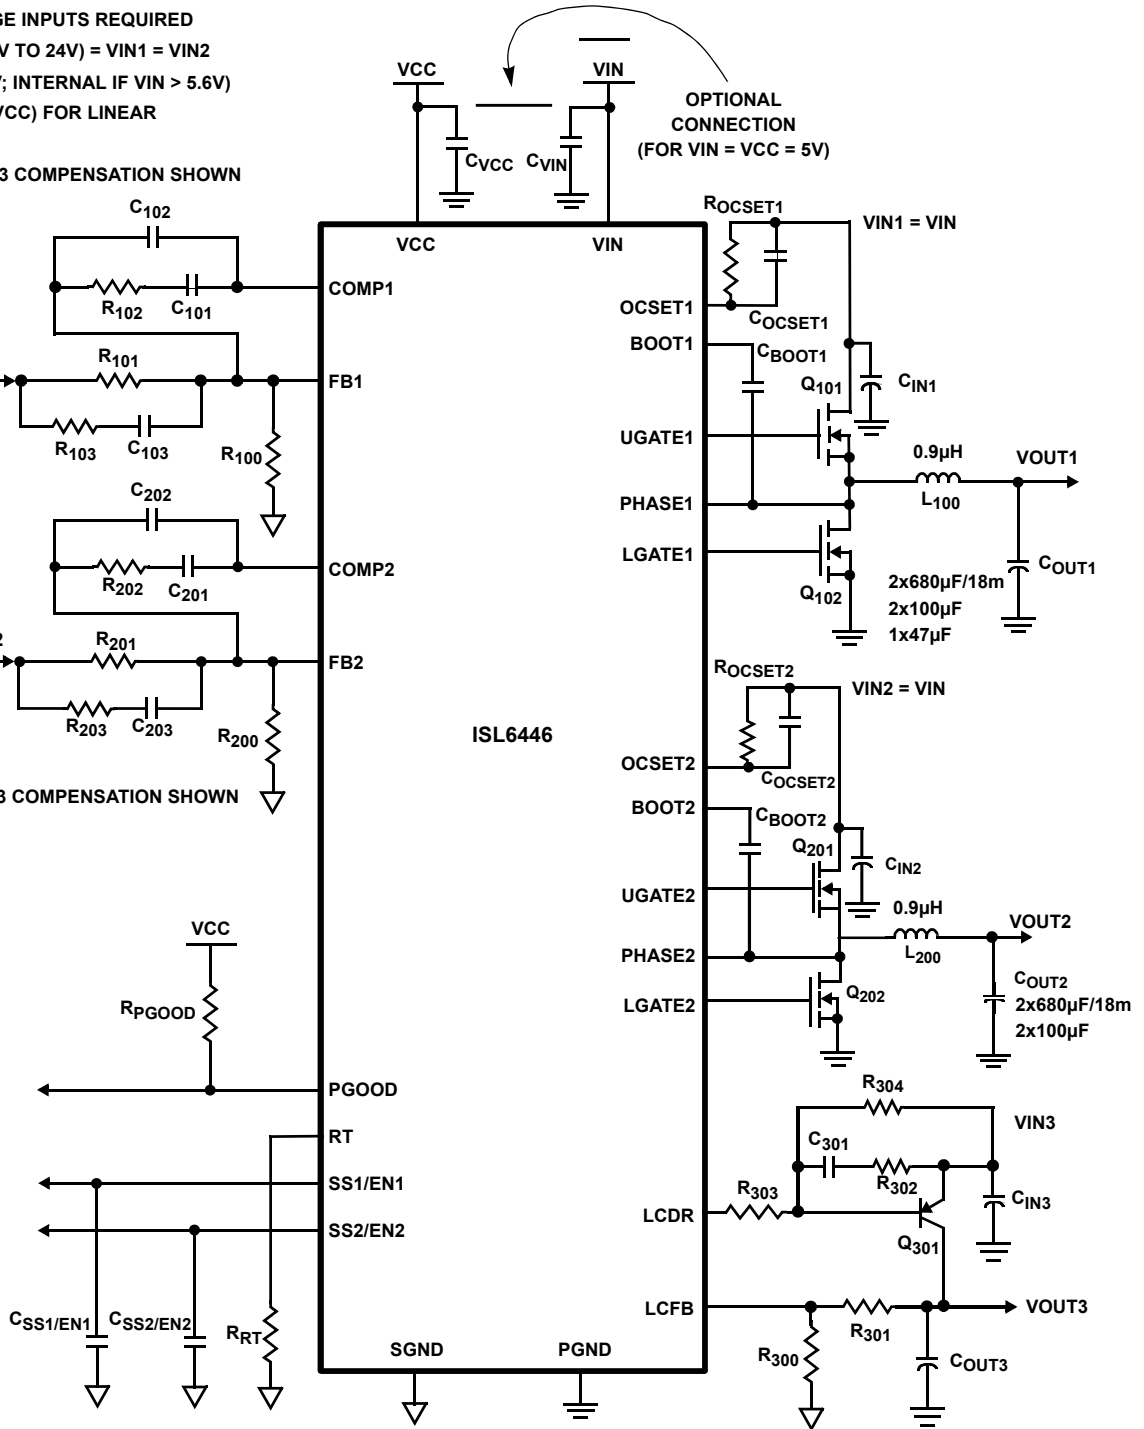 GE INPUTS REQUIRED
V TO 24V) = VIN1 = VIN2
; INTERNAL IF VIN > 5.6V)
VCC) FOR LINEAR
3 COMPENSATION SHOWN
VCC
VIN
OPTIONAL
CONNECTION
(FOR VIN = VCC = 5V)
CVCC
CVIN
C102
R102
C101
R101
R103
C103
R100
C202
R202
C201
2
R201
R203
C203
R200
3 COMPENSATION SHOWN
VCC
RPGOOD
CSS1/EN1
CSS2/EN2
RRT
VCC
VIN
COMP1
FB1
COMP2
FB2
ISL6446
PGOOD
RT
SS1/EN1
SS2/EN2
SGND
PGND
OCSET1
BOOT1
UGATE1
PHASE1
LGATE1
OCSET2
BOOT2
UGATE2
PHASE2
LGATE2
LCDR
LCFB
ROCSET1
VIN1 = VIN
COCSET1
CBOOT1
Q101
CIN1
0.9µH
VOUT1
L100
COUT1
Q102
2x680µF/18m
2x100µF
1x47µF
ROCSET2
VIN2 = VIN
COCSET2
CBOOT2
Q201
CIN2
0.9µH
VOUT2
L200
Q202
COUT2
2x680µF/18m
2x100µF
R304
VIN3
C301
R302
R303
CIN3
Q301
VOUT3
R301
R300
COUT3